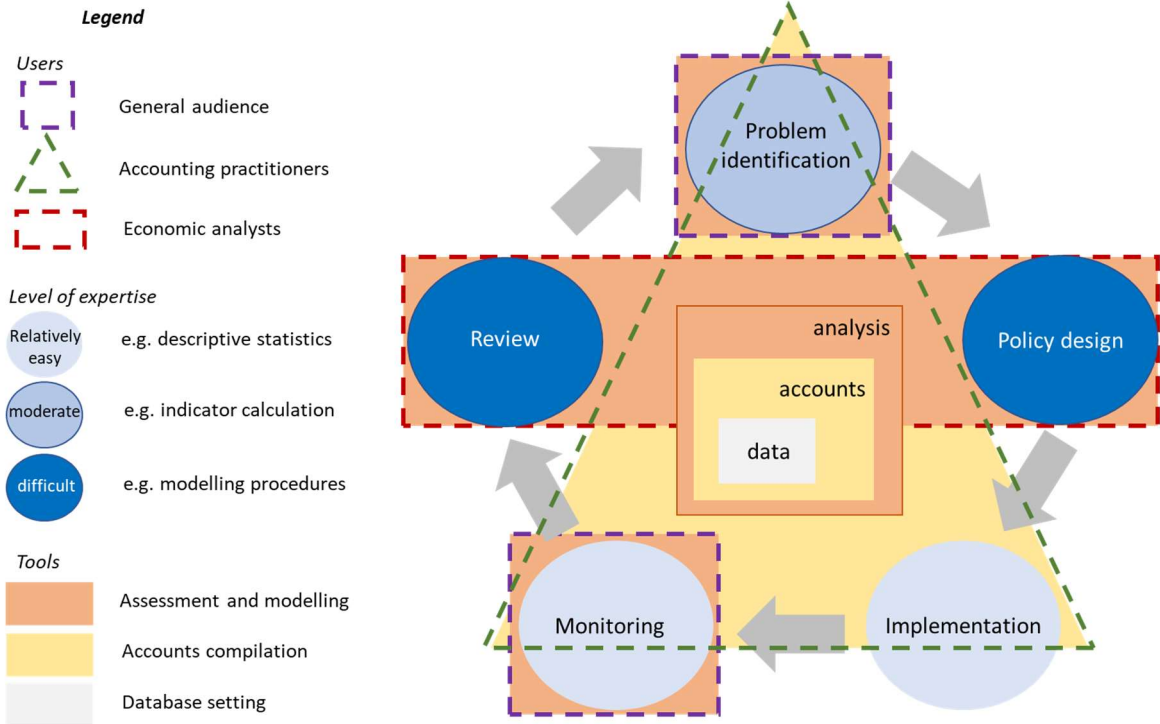 Legend
Users
General audience
Accounting practitioners
Economic analysts
Level of expertise
Relatively
easy
e.g. descriptive statistics
moderate
e.g. indicator calculation
difficult
e.g. modelling procedures
Tools
Assessment and modelling
Accounts compilation
Database setting
Problem
identification
Review
Policy design
analysis
accounts
data
Monitoring
Implementation